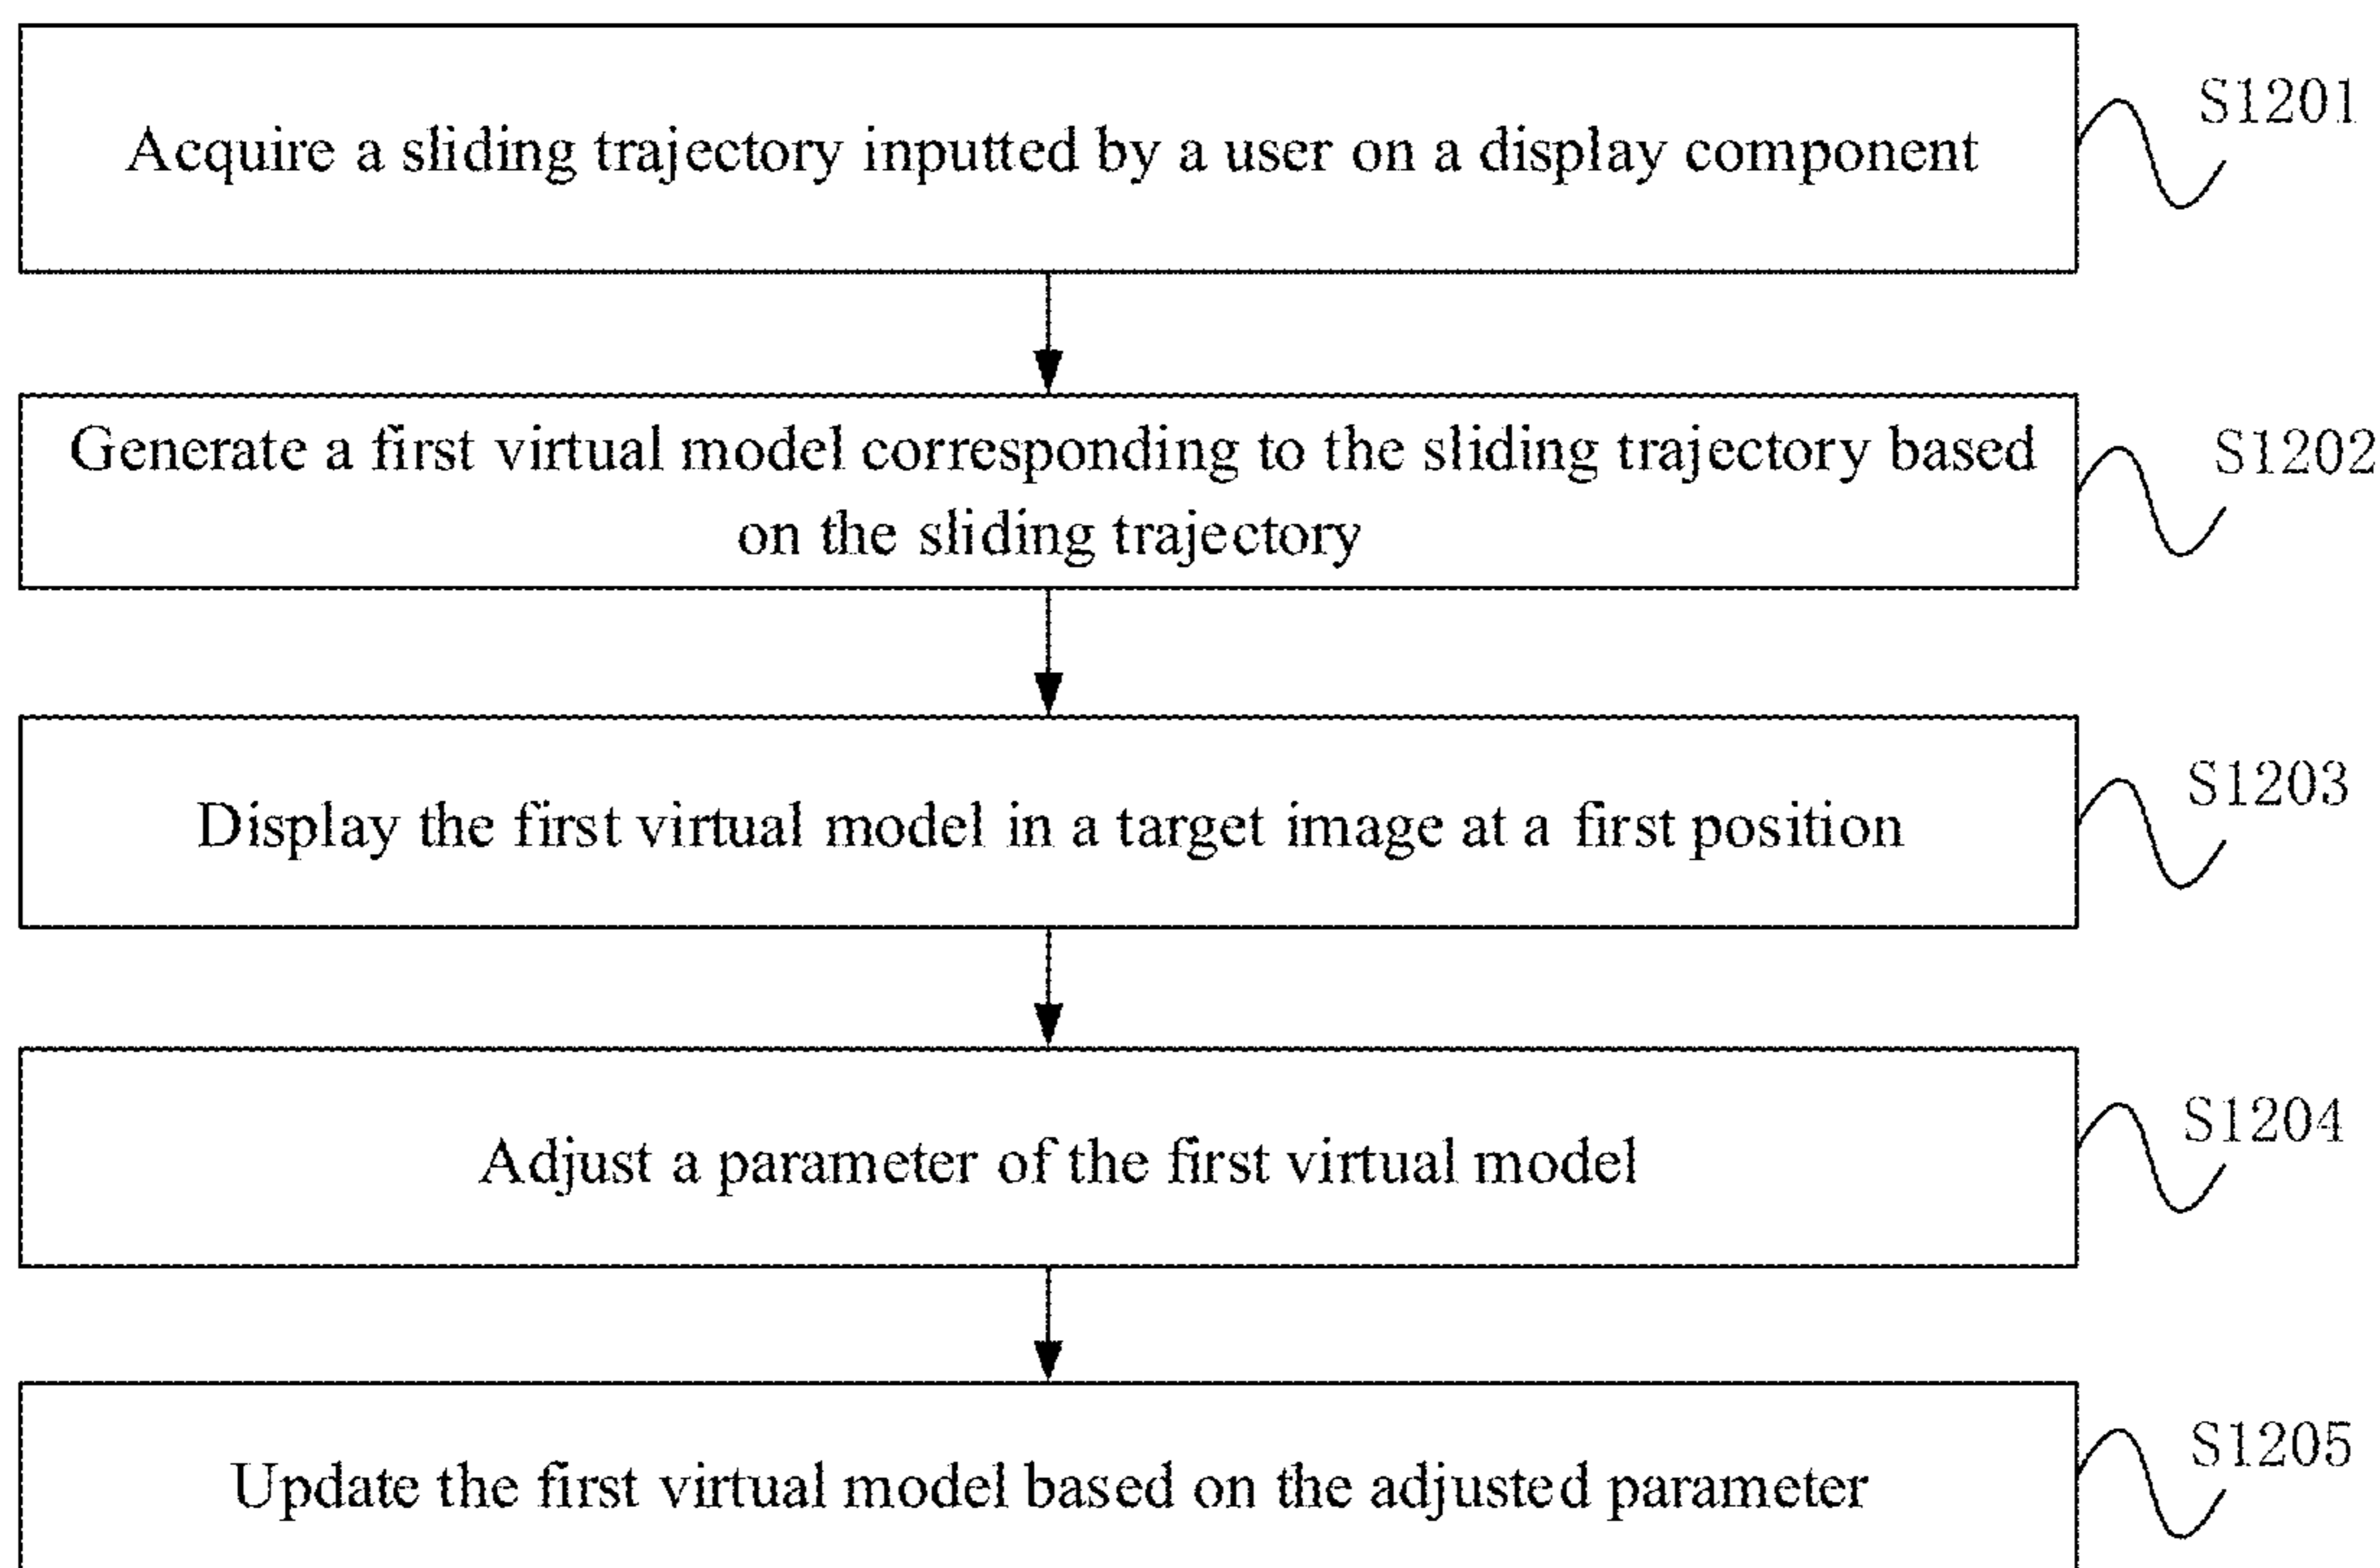 Acquire a sliding trajectory inputted by a user on a display component
S1201
Generate a first virtual model corresponding to the sliding trajectory based
on the sliding trajectory
S1202
Display the first virtual model in a target image at a first position
S1203
Adjust a parameter of the first virtual model
S1204
Update the first virtual model based on the adjusted parameter
S1205